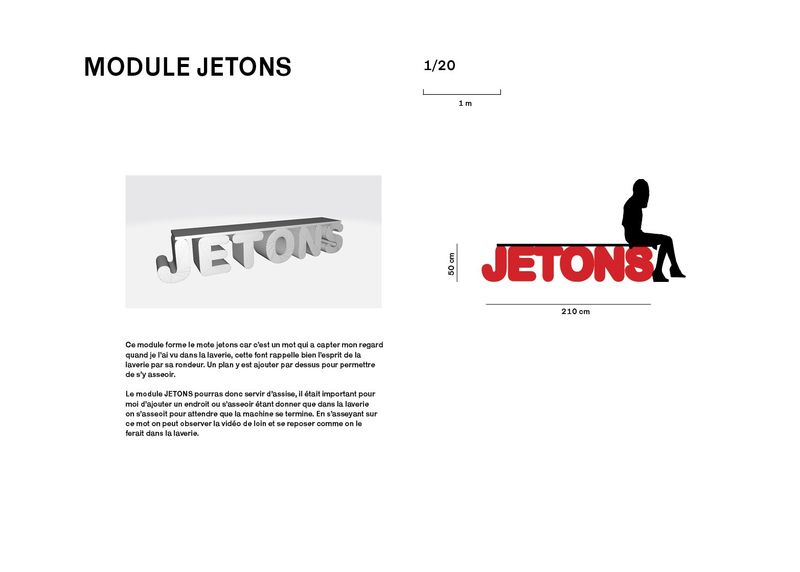 MODULE JETONS
1/20
1 m
JETONS
50 cm
JETONS
210 cm
Ce module forme le mote jetons car c'est un mot qui a capter mon regard
quand je l'ai vu dans la laverie, cette font rappelle bien l'esprit de la
laverie par sa rondeur. Un plan y est ajouter par dessus pour permettre
de s'y asseoir.
Le module JETONS pourras donc servir d'assise, il était important pour
moi d'ajouter un endroit ou s'asseoir étant donner que dans la laverie
on s'asseoit pour attendre que la machine se termine. En s'asseyant sur
ce mot on peut observer la vidéo de loin et se reposer comme on le
ferait dans la laverie.